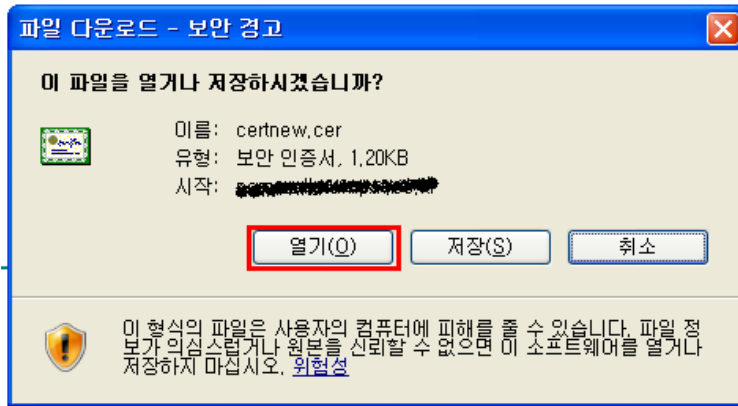 파일 다운로드 - 보안 경고
이 파일을 열거나 저장하시겠습니까?
이름: certnew.cer
유형: 보안 인증서, 1,20KB
시작:
열기(O) 저장(S) 취소
이 형식의 파일은 사용자의 컴퓨터에 피해를 줄 수 있습니다. 파일 정
보가 의심스럽거나 원본을 신뢰할 수 없으면 이 소프트웨어를 열거나
저장하지 마십시오. 위험성